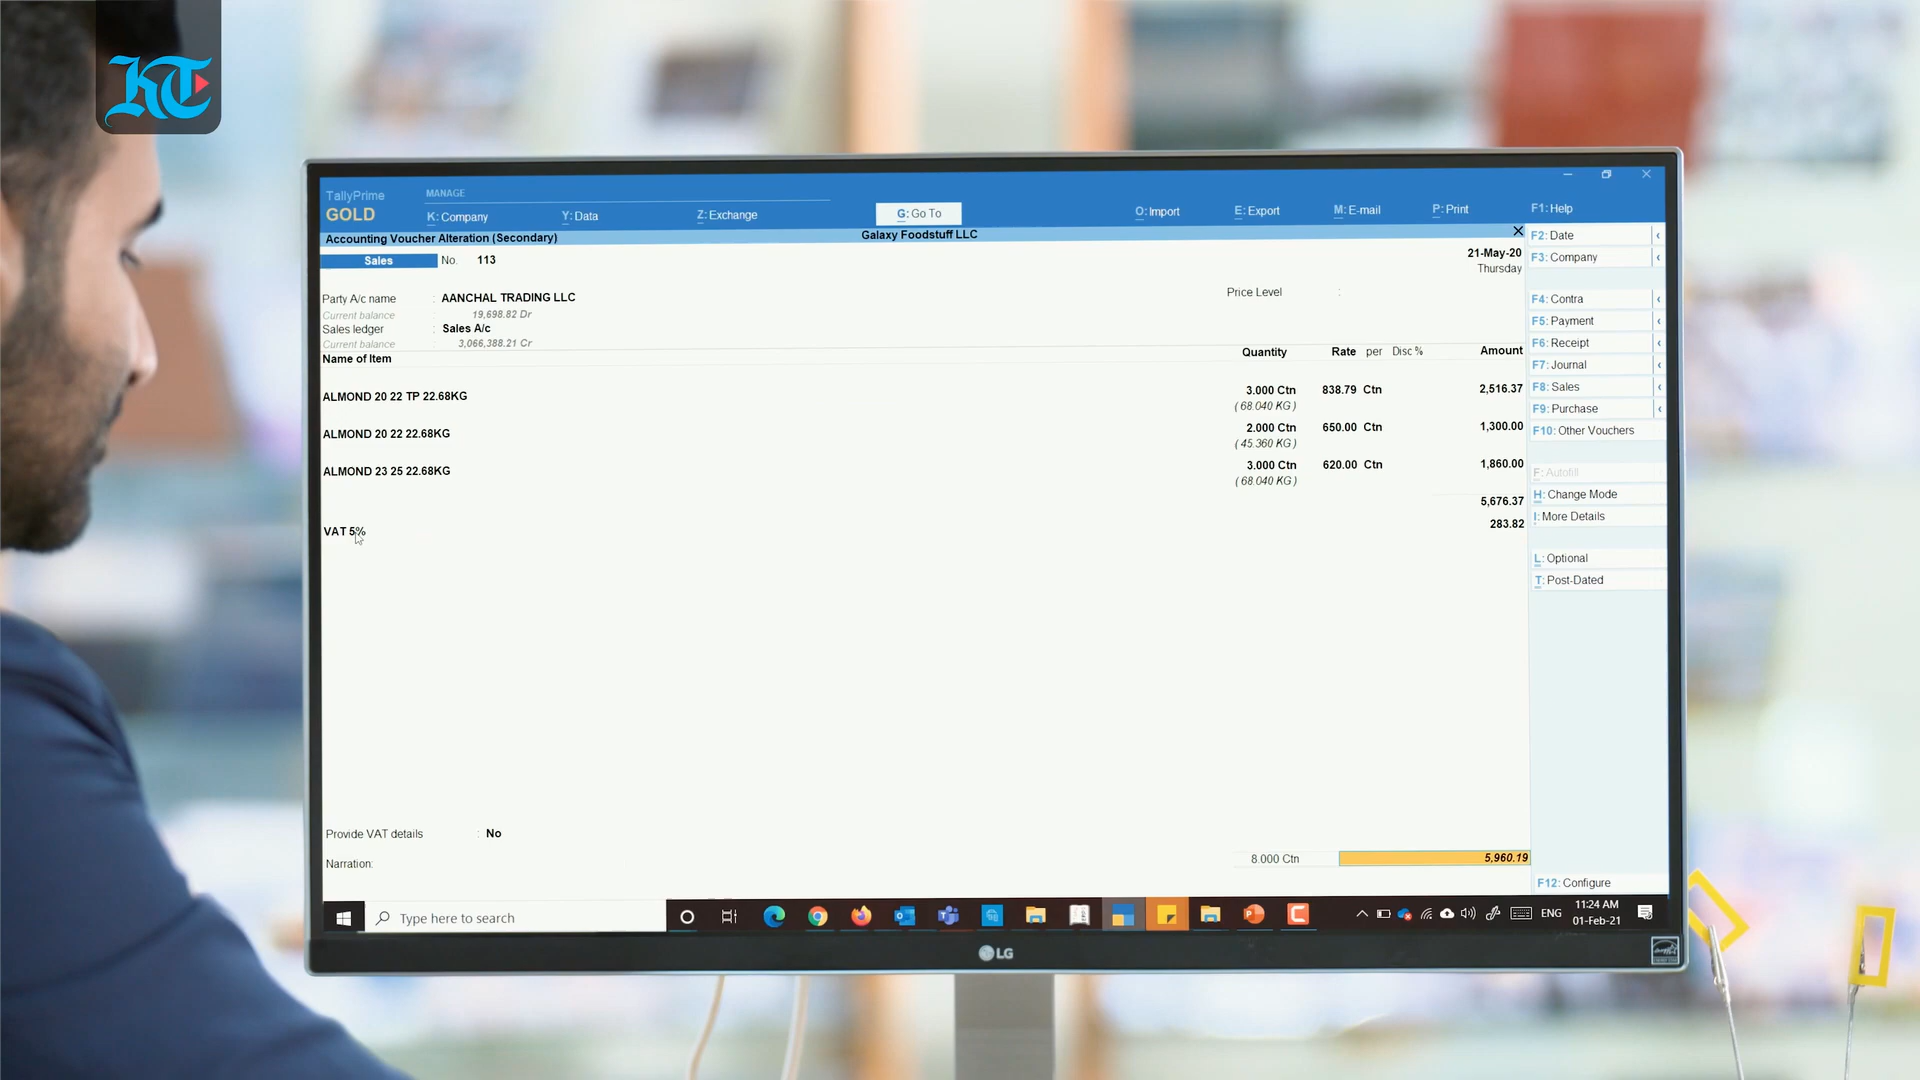 KT
TallyPrime
GOLD
MANAGE
K: Company
Y: Data
Z: Exchange
G: Go To
O: Import
E: Export
M: E-mail
P: Print
F1: Help
Accounting Voucher Alteration (Secondary)
Galaxy Foodstuff LLC
Sales No. 113
21-May-20
Thursday
Party A/c name : AANCHAL TRADING LLC
Current balance : 19,698.82 Dr
Price Level :
Sales ledger : Sales A/c
Current balance : 3,066,388.21 Cr
Name of Item Quantity Rate per Disc % Amount
ALMOND 20 22 TP 22.68KG 3.000 Ctn 838.79 Ctn 2,516.37
(68.040 KG)
ALMOND 20 22 22.68KG 2.000 Ctn 650.00 Ctn 1,300.00
(45.360 KG)
ALMOND 23 25 22.68KG 3.000 Ctn 620.00 Ctn 1,860.00
(68.040 KG)
5,676.37
VAT 5% 283.82
Provide VAT details : No
Narration:
8.000 Ctn 5,960.19
F2: Date
F3: Company
F4: Contra
F5: Payment
F6: Receipt
F7: Journal
F8: Sales
F9: Purchase
F10: Other Vouchers
F: Autofill
H: Change Mode
I: More Details
L: Optional
T: Post-Dated
F12: Configure
Type here to search
ENG
11:24 AM
01-Feb-21
LG